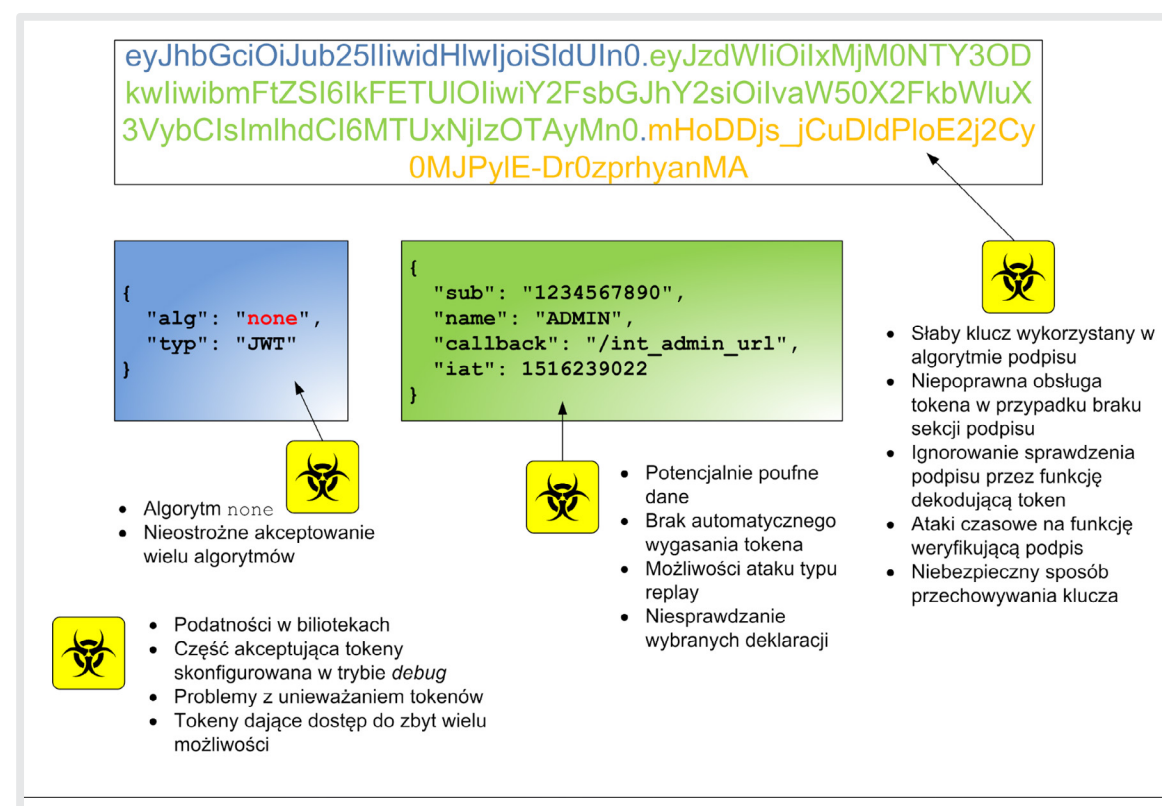 eyJhbGciOiJub25lIiwidHlwIjoiSldUIn0.eyJzdWIiOiIxMjM0NTY3OD
kwIiwibmFtZSI6IkFETUlOIiwiY2FsbGJhY2siOiIvaW50X2FkbWluX
3VybCIsImlhdCI6MTUxNjIzOTAyMn0.mHoDDjs_jCuDldPloE2j2Cy
0MJPylE-Dr0zprhyanMA
{
"alg": "none",
"typ": "JWT"
}
{
"sub": "1234567890",
"name": "ADMIN",
"callback": "/int_admin_url",
"iat": 1516239022
}
• Algorytm none
• Nieostrożne akceptowanie
wielu algorytmów
• Potencjalnie poufne
dane
• Brak automatycznego
wygasania tokena
• Możliwości ataku typu
replay
• Niesprawdzanie
wybranych deklaracji
• Słaby klucz wykorzystany w
algorytmie podpisu
• Niepoprawna obsługa
tokena w przypadku braku
sekcji podpisu
• Ignorowanie sprawdzenia
podpisu przez funkcję
dekodującą token
• Ataki czasowe na funkcję
weryfikującą podpis
• Niebezpieczny sposób
przechowywania klucza
• Podatności w biliotekach
• Część akceptująca tokeny
skonfigurowana w trybie debug
• Problemy z unieważaniem tokenów
• Tokeny dające dostęp do zbyt wielu
możliwości